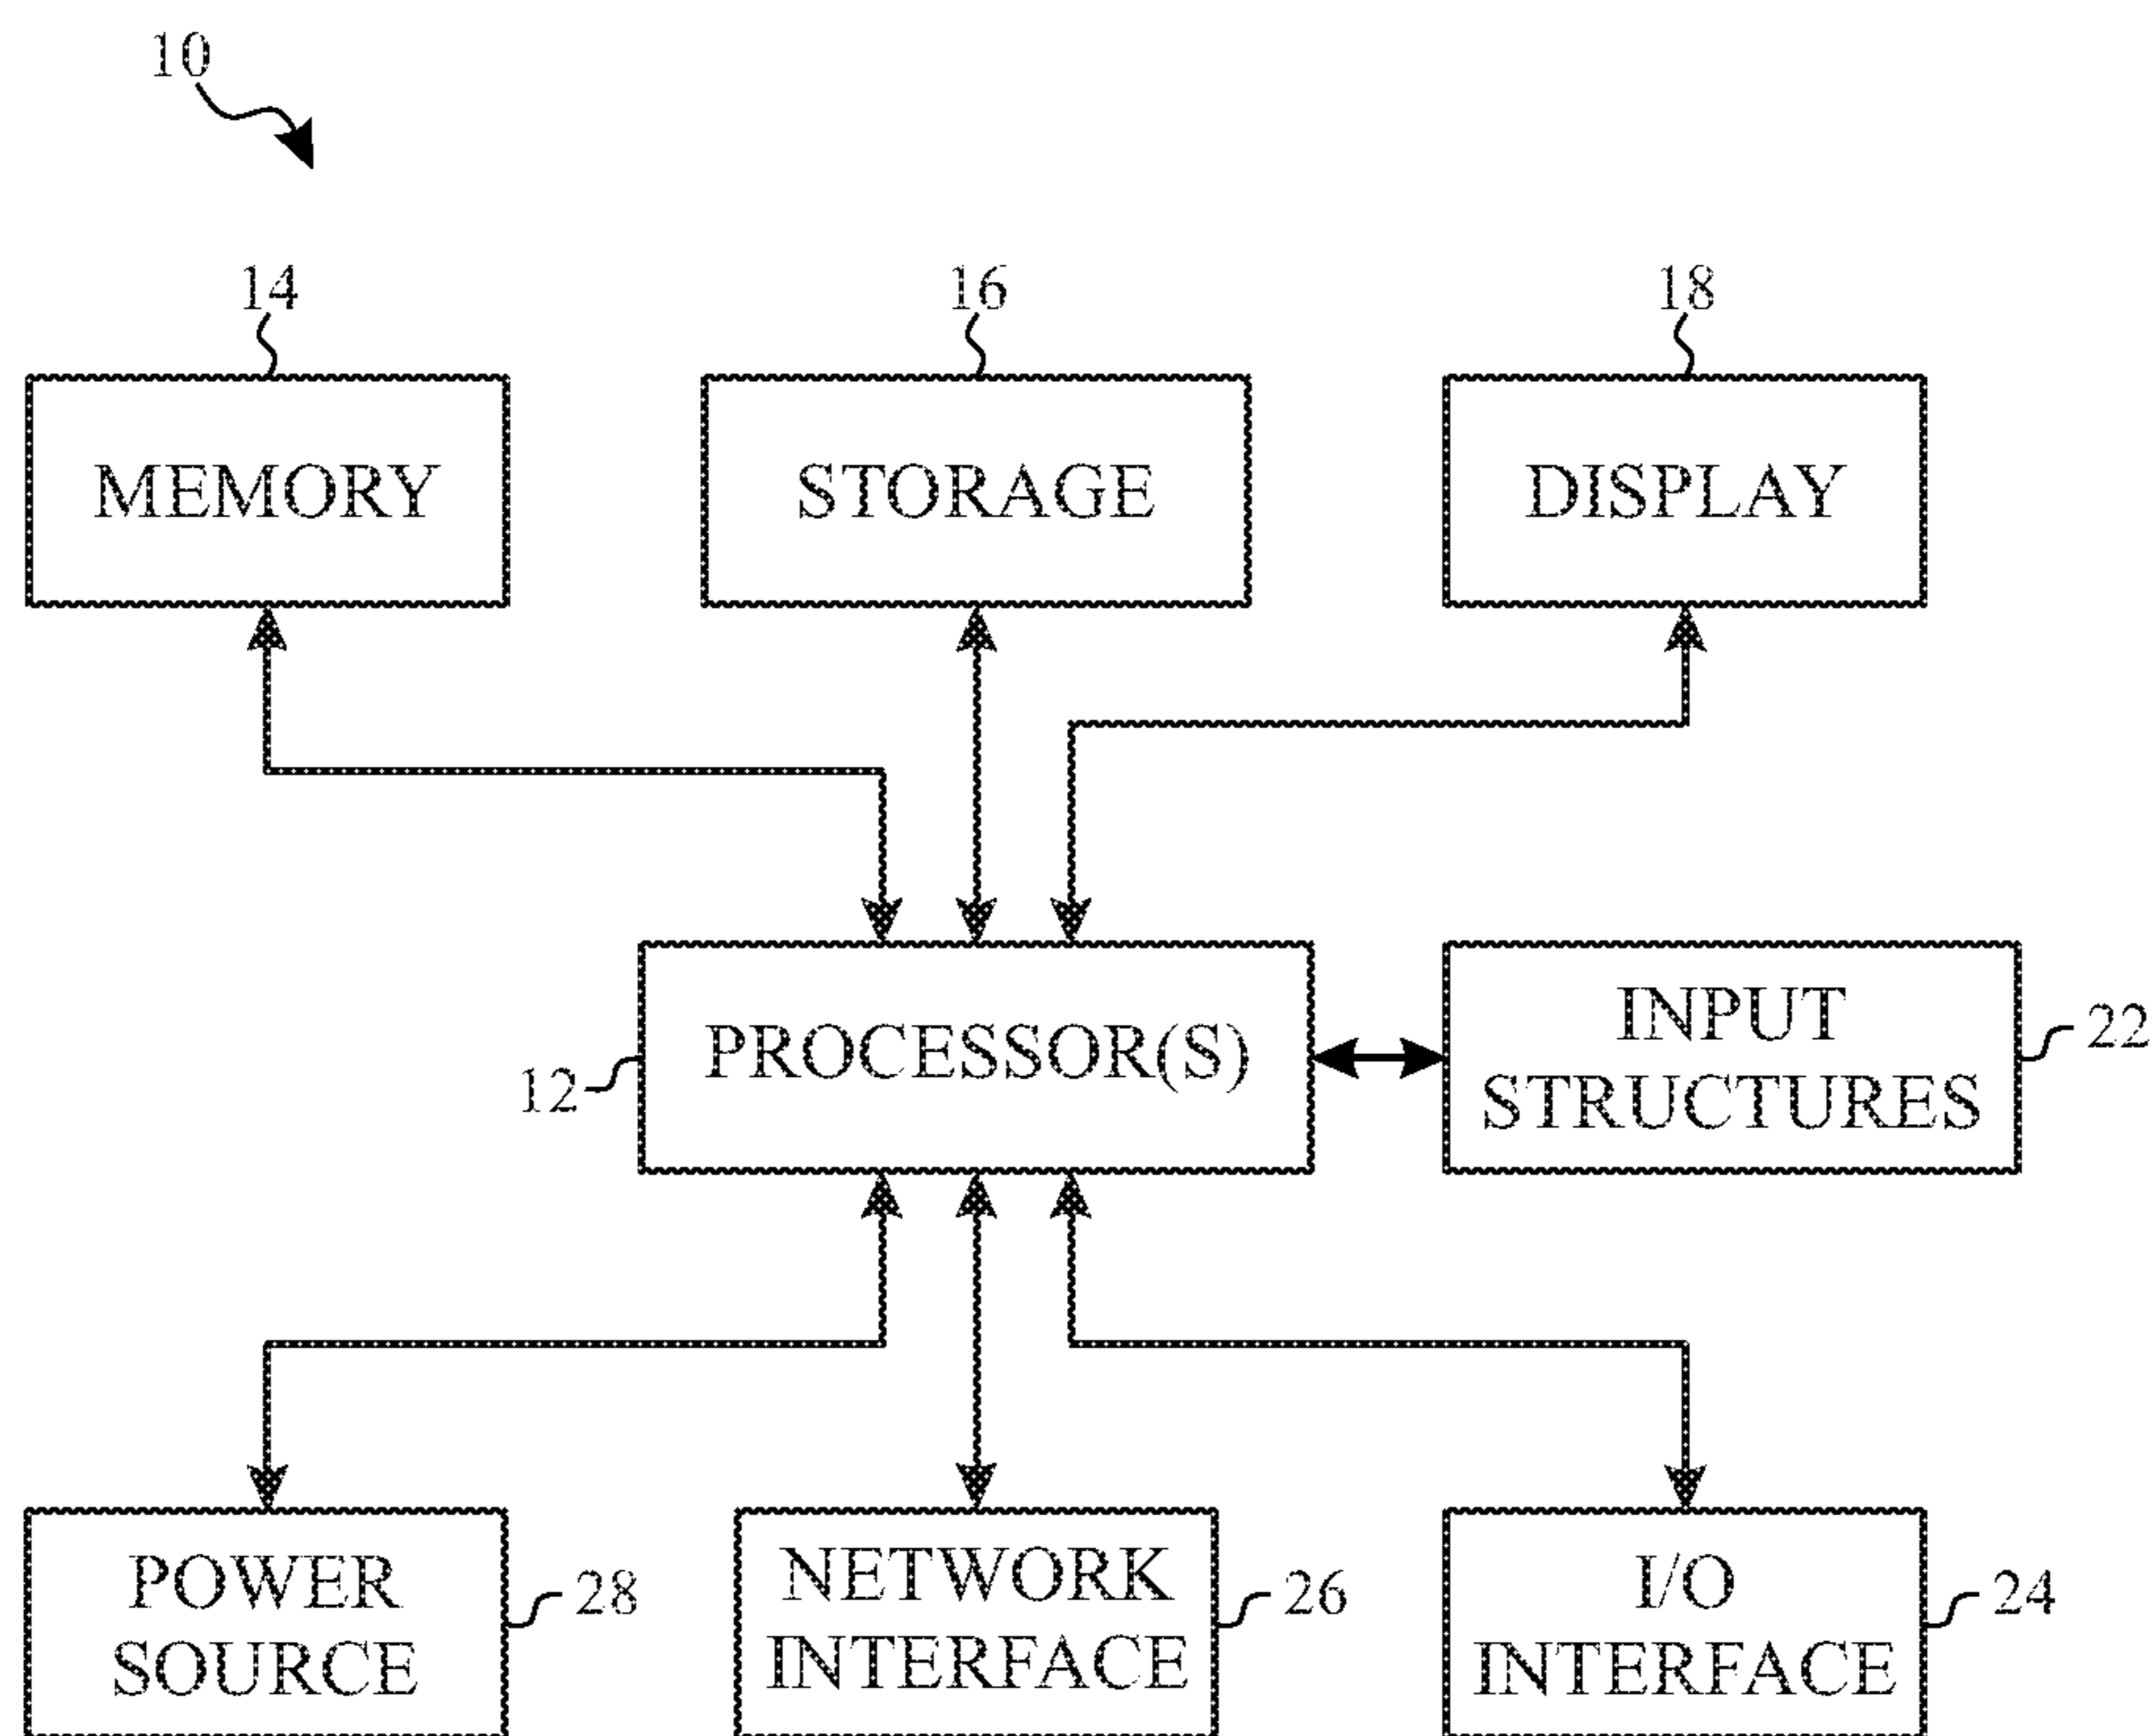 10
14
16
18
MEMORY
STORAGE
DISPLAY
PROCESSOR(S)
12
INPUT
STRUCTURES
22
POWER
SOURCE
28
NETWORK
INTERFACE
26
I/O
INTERFACE
24